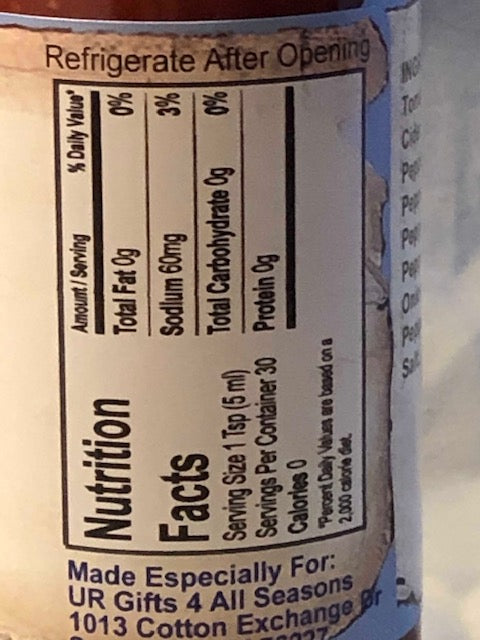 Refrigerate After Opening
Nutrition
Facts
Serving Size 1 Tsp (5 ml)
Servings Per Container 30
Calories 0
*Percent Daily Values are based on a
2,000 calorie diet.
Amount / Serving % Daily Value*
Total Fat 0g 0%
Sodium 60mg 3%
Total Carbohydrate 0g 0%
Protein 0g
Made Especially For:
UR Gifts 4 All Seasons
1013 Cotton Exchange Dr